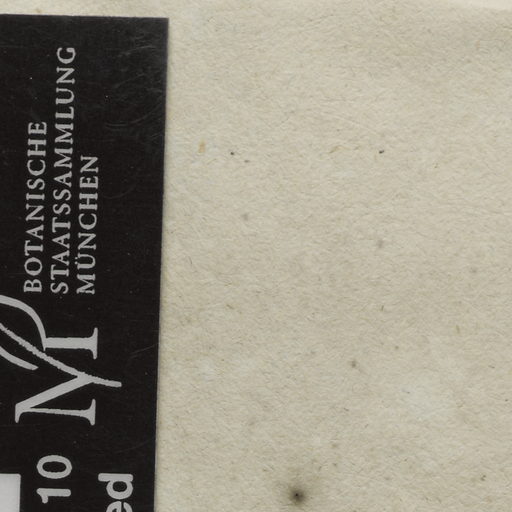 BOTANISCHE
STAATSSAMMLUNG
MÜNCHEN
M
10
ed